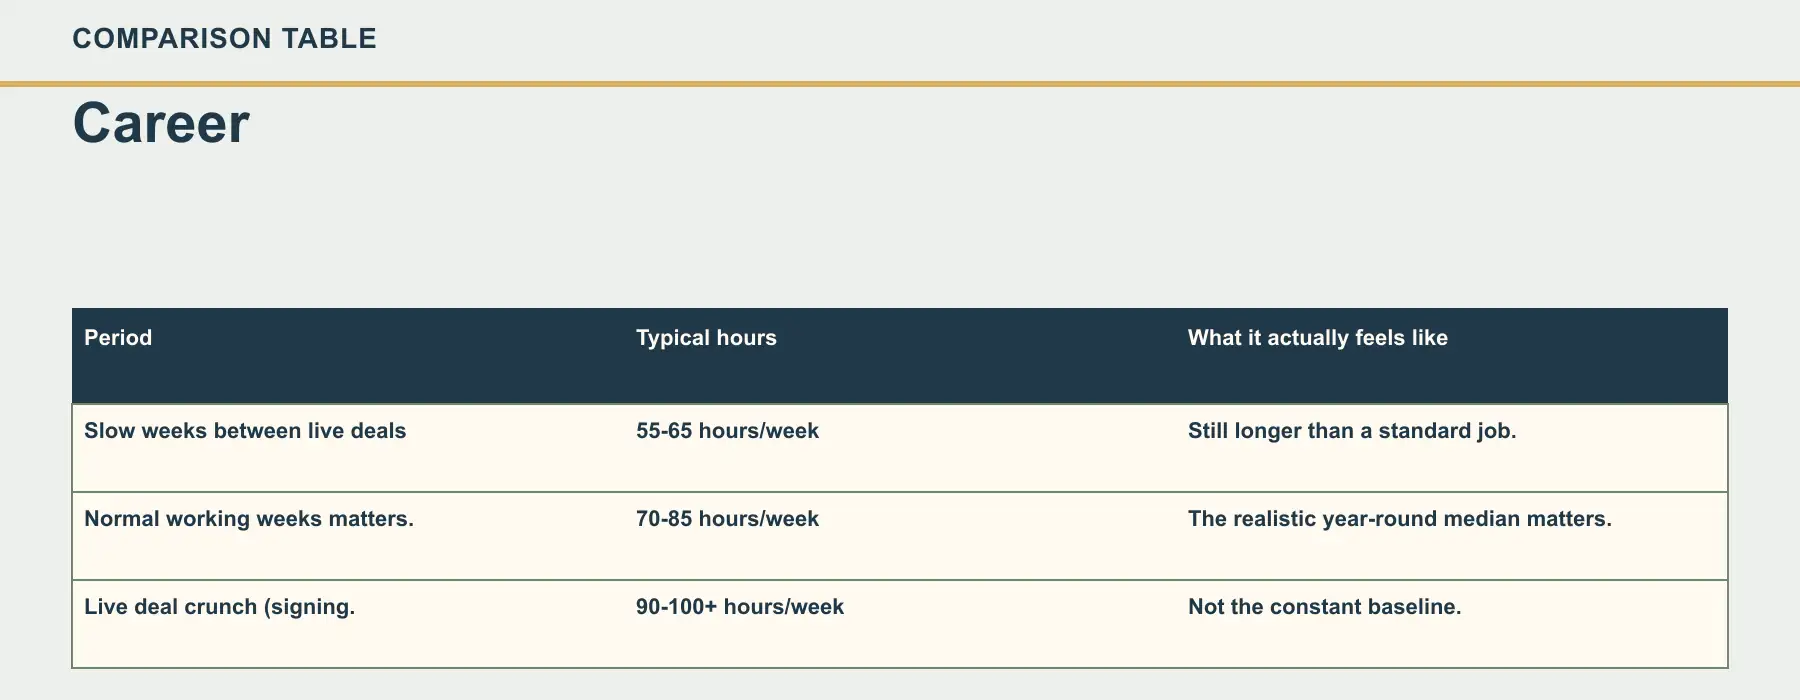 COMPARISON TABLE
Career
Period Typical hours What it actually feels like
Slow weeks between live deals 55-65 hours/week Still longer than a standard job.
Normal working weeks matters. 70-85 hours/week The realistic year-round median matters.
Live deal crunch (signing. 90-100+ hours/week Not the constant baseline.